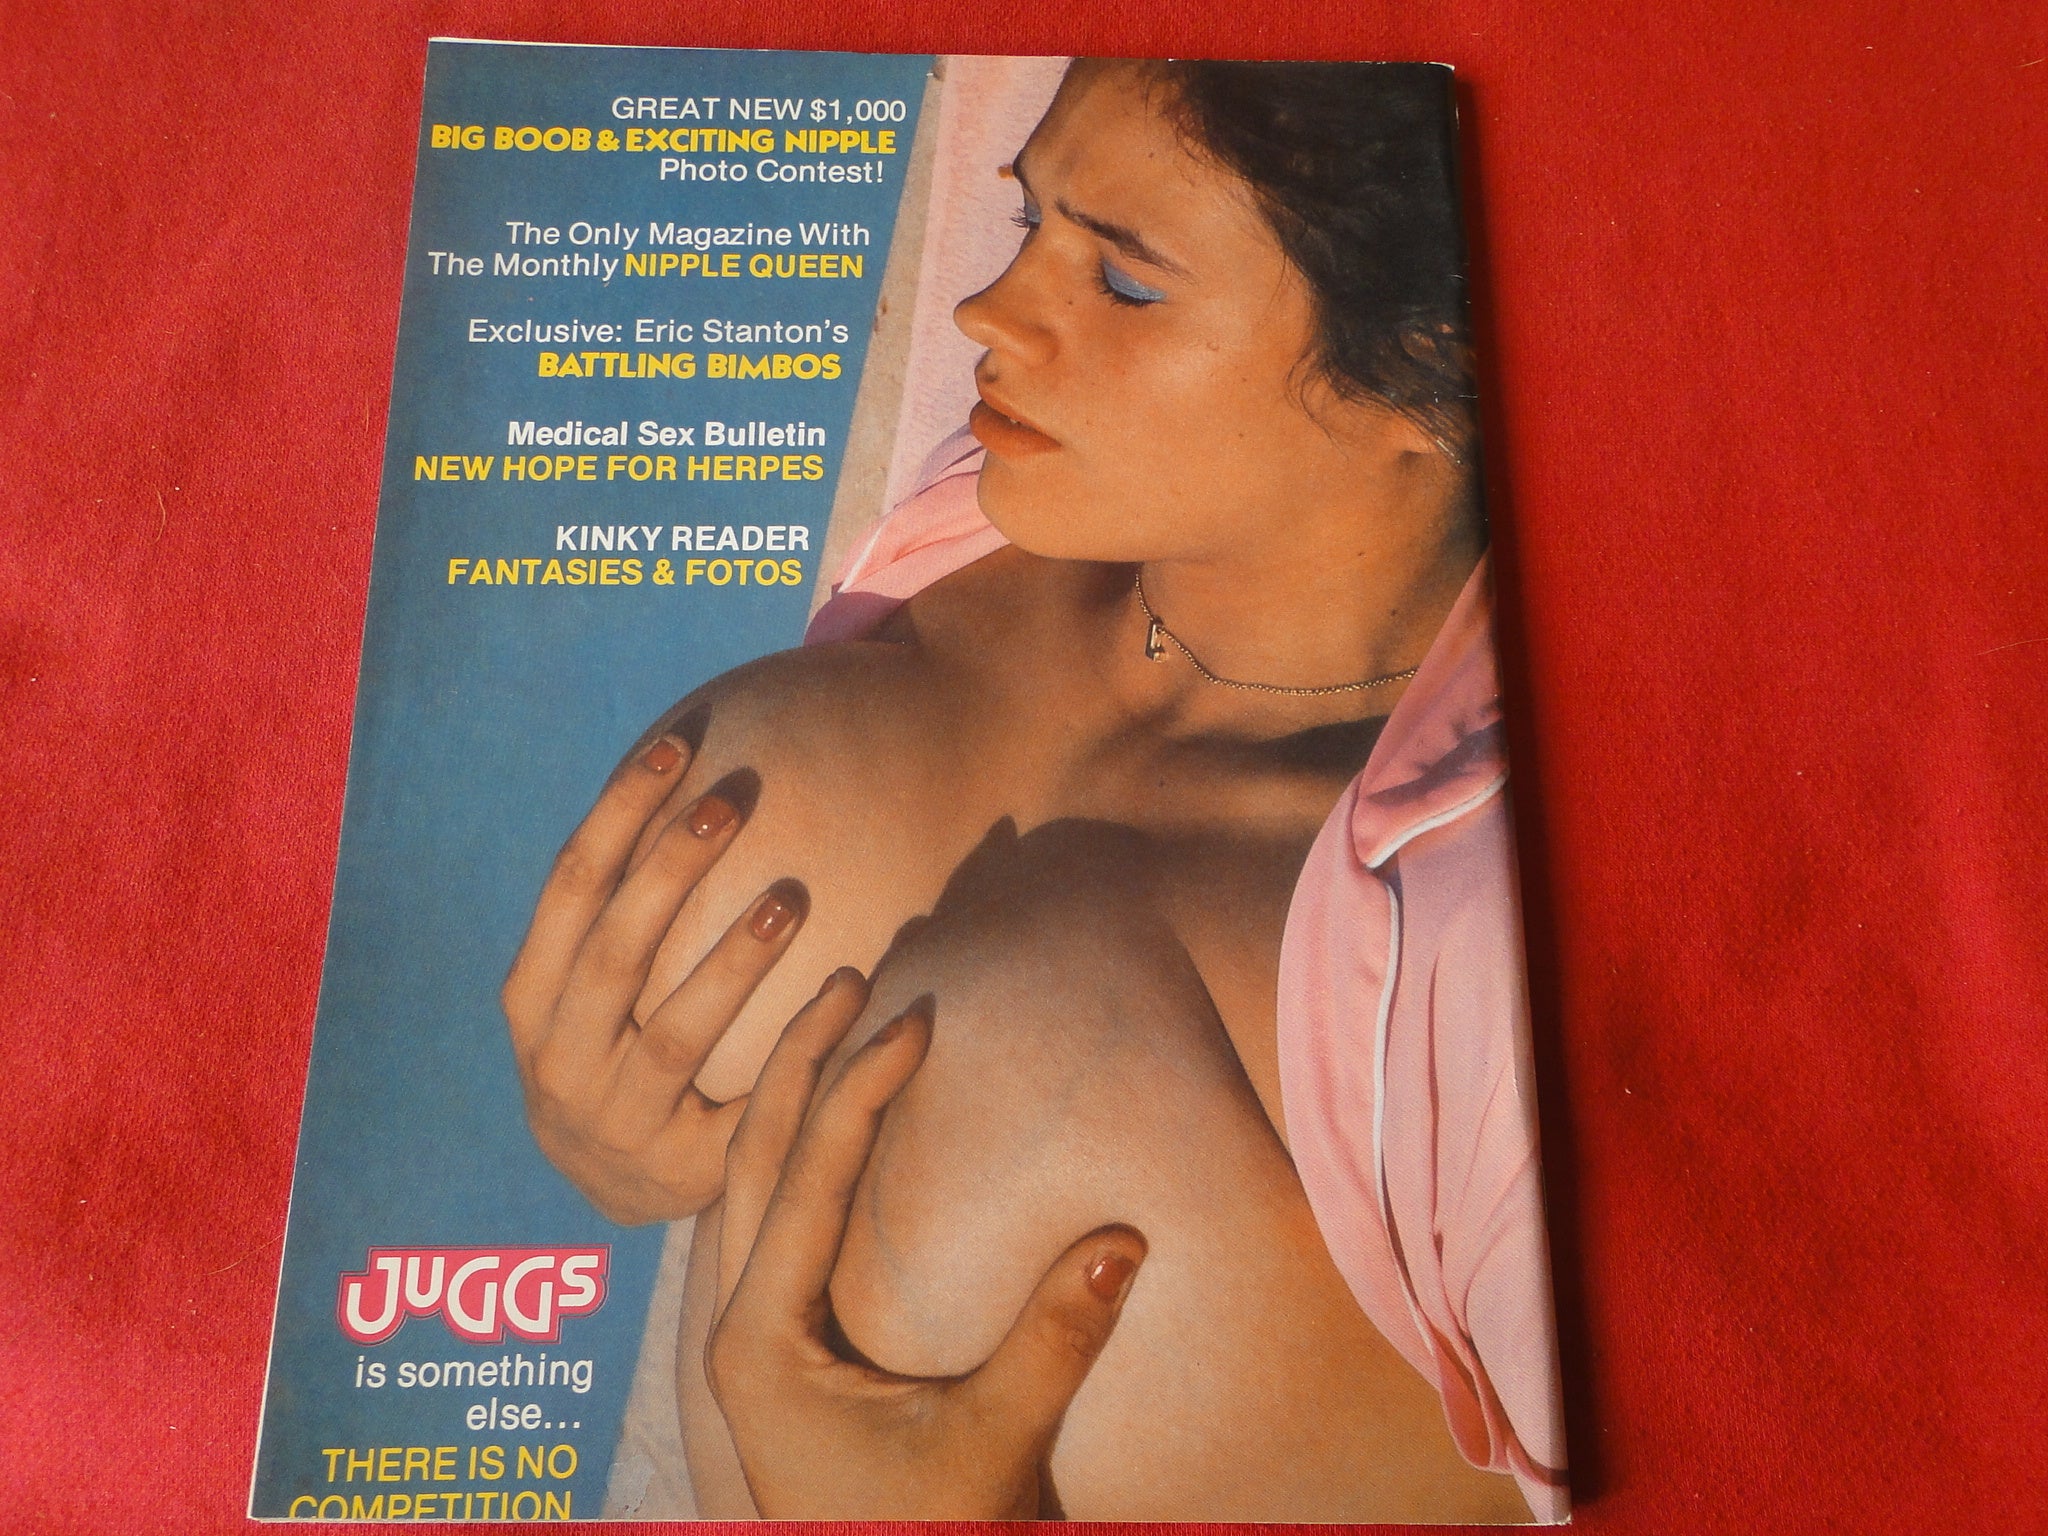 GREAT NEW $1,000
BIG BOOB & EXCITING NIPPLE
Photo Contest!
The Only Magazine With
The Monthly NIPPLE QUEEN
Exclusive: Eric Stanton's
BATTLING BIMBOS
Medical Sex Bulletin
NEW HOPE FOR HERPES
KINKY READER
FANTASIES & FOTOS
JUGGS
is something
else...
THERE IS NO
COMPETITION